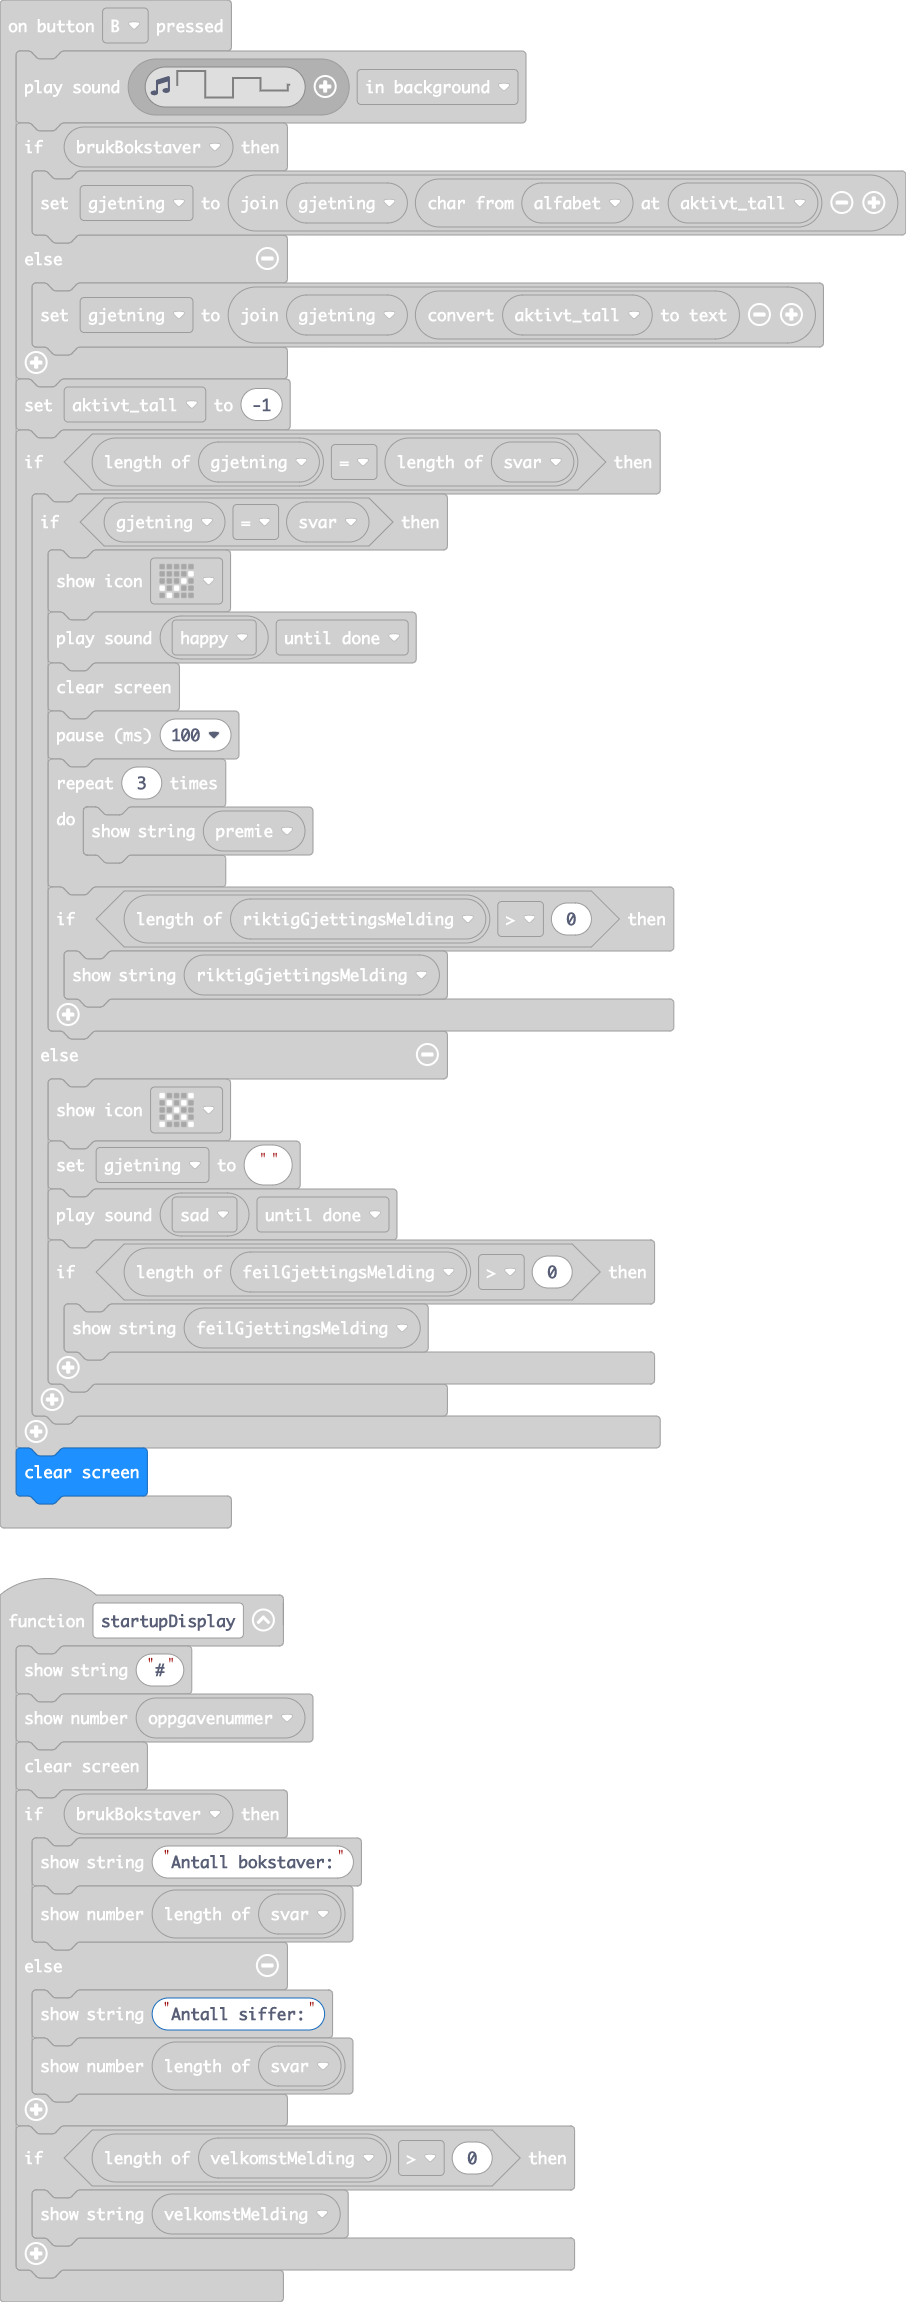 on button B pressed
play sound in background
if brukBokstaver then
set gjetning to join gjetning char from alfabet at aktivt_tall
else
set gjetning to join gjetning convert aktivt_tall to text
set aktivt_tall to -1
if length of gjetning = length of svar then
if gjetning = svar then
show icon
play sound happy until done
clear screen
pause (ms) 100
repeat 3 times
do show string premie
if length of riktigGjettingsMelding > 0 then
show string riktigGjettingsMelding
else
show icon
set gjetning to " "
play sound sad until done
if length of feilGjettingsMelding > 0 then
show string feilGjettingsMelding
clear screen
function startupDisplay
show string "#"
show number oppgavenummer
clear screen
if brukBokstaver then
show string "Antall bokstaver:"
show number length of svar
else
show string "Antall siffer:"
show number length of svar
if length of velkomstMelding > 0 then
show string velkomstMelding